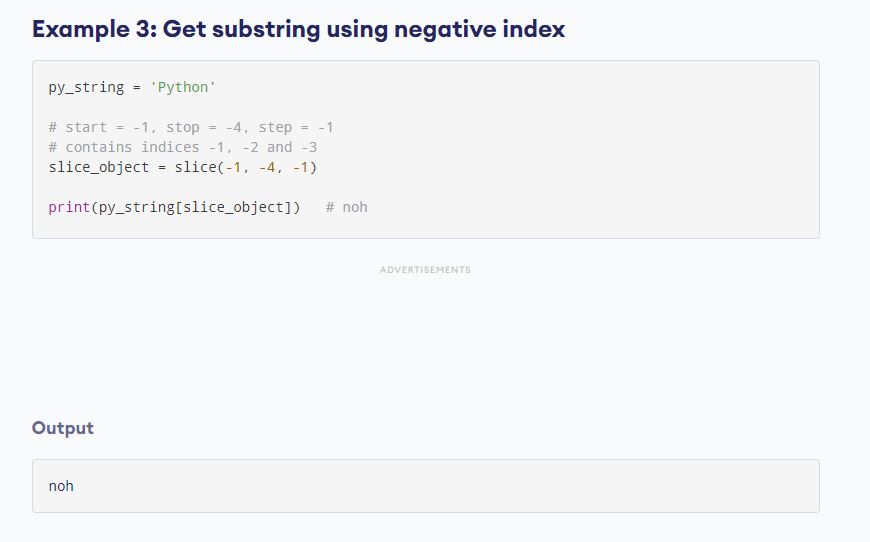 Example 3: Get substring using negative index
py_string = 'Python'
# start = -1, stop = -4, step = -1
# contains indices -1, -2 and -3
slice_object = slice(-1, -4, -1)
print(py_string[slice_object])   # noh
ADVERTISEMENTS
Output
noh